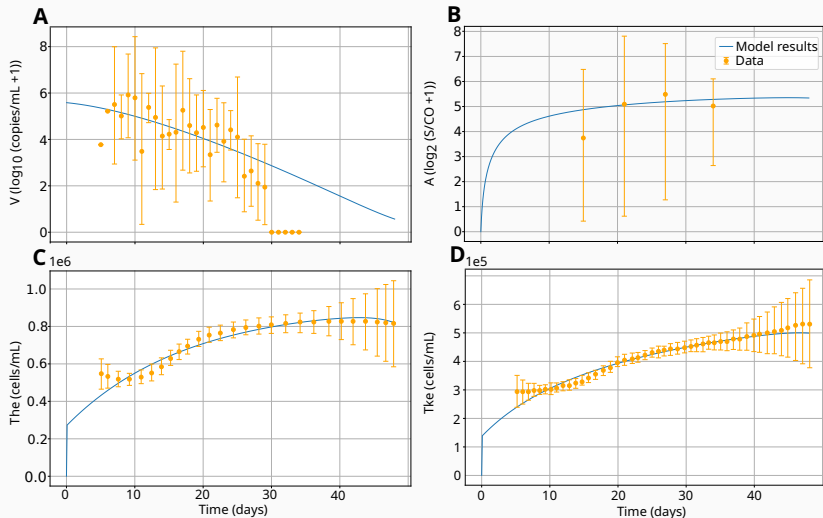 A
V (log10 (copies/mL +1))
8
6
4
2
0
B
A (log2 (S/CO +1))
8
7
6
5
4
3
2
1
0
Model results
Data
C
1e6
The (cells/mL)
1.0
0.8
0.6
0.4
0.2
0.0
0
20
40
Time (days)
D
1e5
Tke (cells/mL)
6
5
4
3
2
1
0
0
10
20
30
40
Time (days)